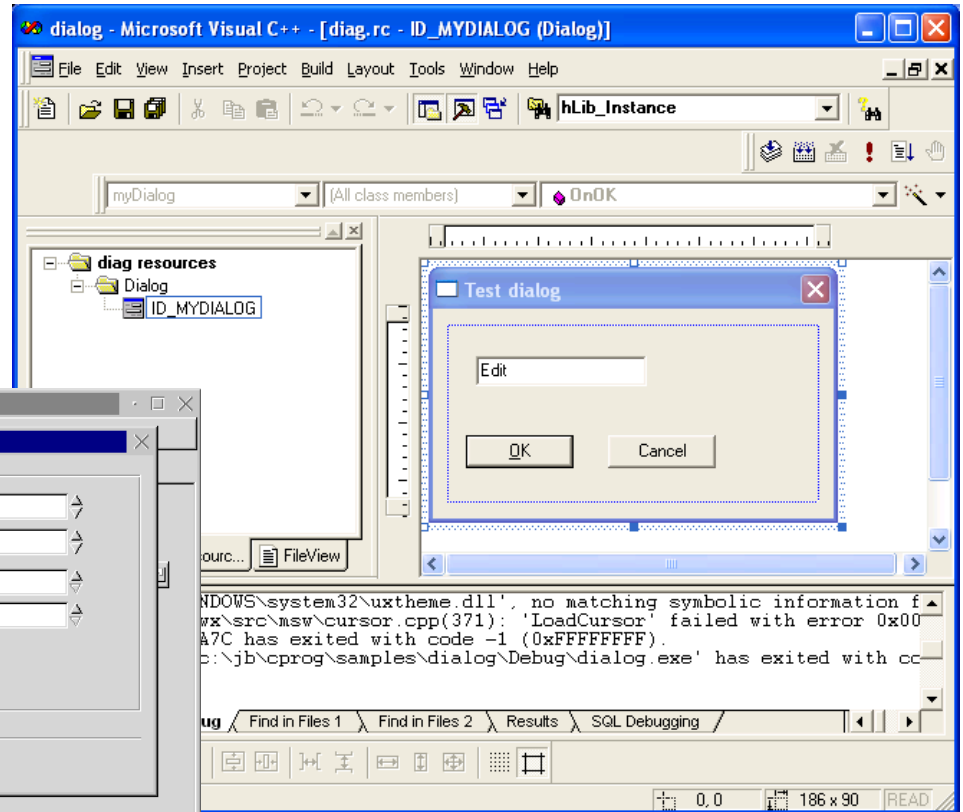 dialog - Microsoft Visual C++ - [diag.rc - ID_MYDIALOG (Dialog)]
File Edit View Insert Project Build Layout Tools Window Help
hLib_Instance
myDialog (All class members) OnOK
diag resources
Dialog
ID_MYDIALOG
Test dialog
Edit
OK Cancel
ourc... FileView
NDOWS\system32\uxtheme.dll', no matching symbolic information f
wx\src\msw\cursor.cpp(371): 'LoadCursor' failed with error 0x00
A7C has exited with code -1 (0xFFFFFFFF).
c:\jb\cprog\samples\dialog\Debug\dialog.exe' has exited with co
ug Find in Files 1 Find in Files 2 Results SQL Debugging
0, 0 186 x 90 READ